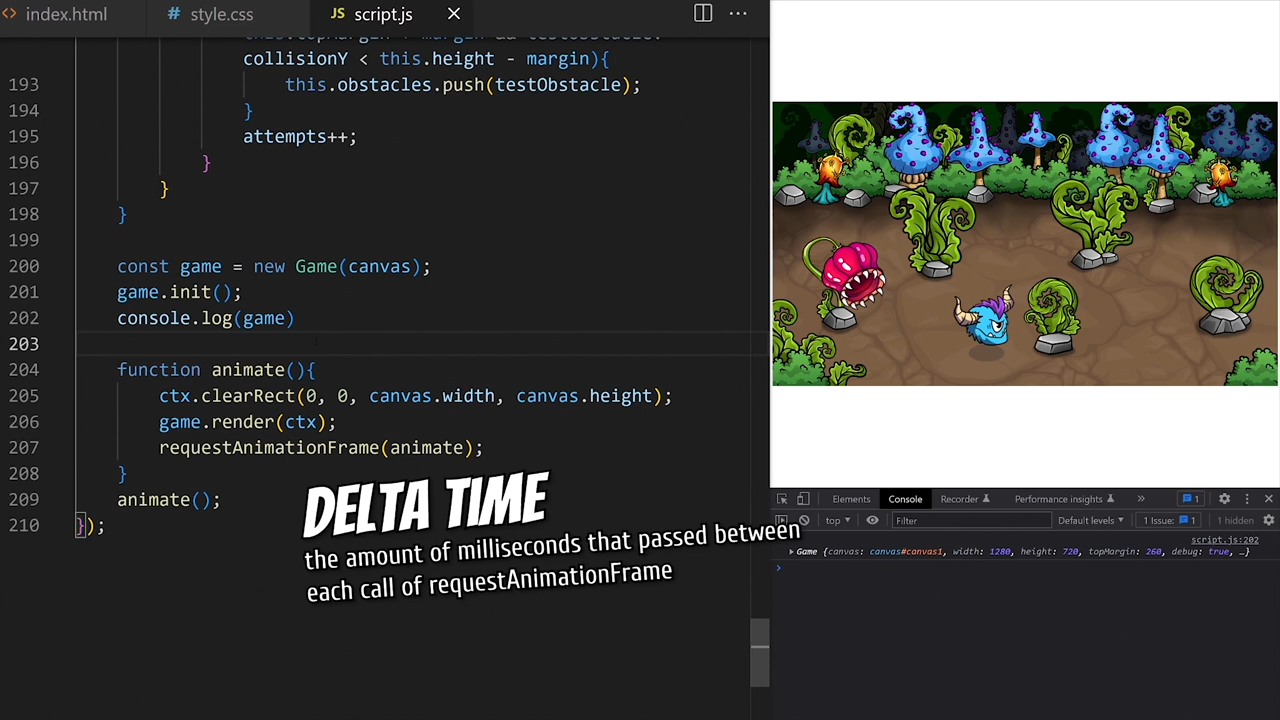 index.html
style.css
script.js
collisionY < this.height - margin){
193 this.obstacles.push(testObstacle);
194 }
195 attempts++;
196 }
197 }
198 }
199
200 const game = new Game(canvas);
201 game.init();
202 console.log(game)
203
204 function animate(){
205 ctx.clearRect(0, 0, canvas.width, canvas.height);
206 game.render(ctx);
207 requestAnimationFrame(animate);
208 }
209 animate();
210 });
DELTA TIME
the amount of milliseconds that passed between
each call of requestAnimationFrame
Elements Console Recorder Performance insights » 1
top Filter Default levels 1 Issue: 1 1 hidden
script.js:202
Game {canvas: canvas#canvas1, width: 1280, height: 720, topMargin: 260, debug: true, …}